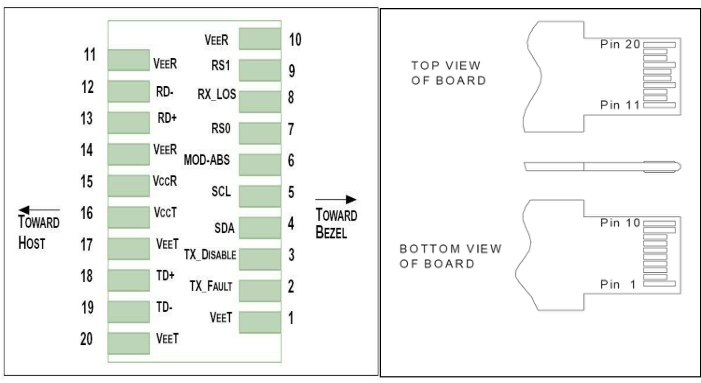 VEER 10
11 VEER
RS1 9
12 RD-
RX_LOS 8
13 RD+
RS0 7
14 VEER
MOD-ABS 6
15 VCCR
SCL 5
16 VCCT
SDA 4
17 VEET
TX_DISABLE 3
18 TD+
TX_FAULT 2
19 TD-
VEET 1
20 VEET
TOWARD
HOST
TOWARD
BEZEL
TOP VIEW
OF BOARD
Pin 20
Pin 11
BOTTOM VIEW
OF BOARD
Pin 10
Pin 1